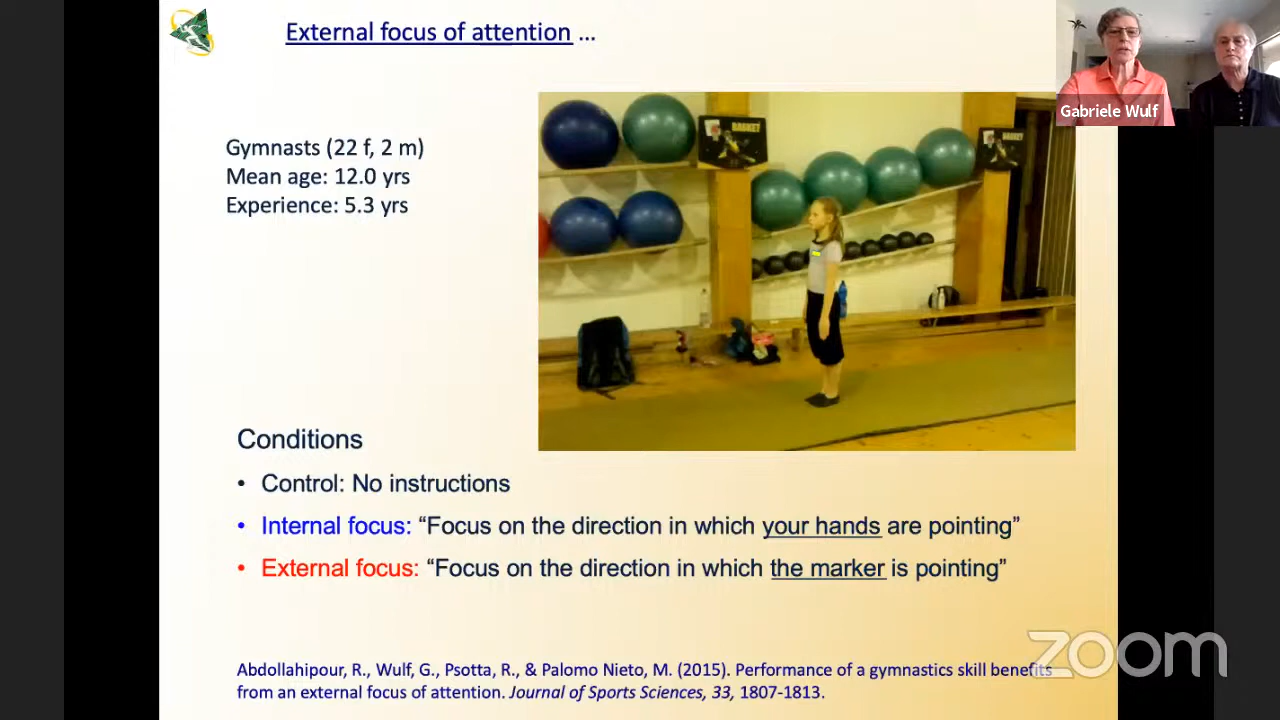 External focus of attention ...
Gabriele Wulf
Gymnasts (22 f, 2 m)
Mean age: 12.0 yrs
Experience: 5.3 yrs
BASKET
Conditions
• Control: No instructions
• Internal focus: “Focus on the direction in which your hands are pointing”
• External focus: “Focus on the direction in which the marker is pointing”
zoom
Abdollahipour, R., Wulf, G., Psotta, R., & Palomo Nieto, M. (2015). Performance of a gymnastics skill benefits
from an external focus of attention. Journal of Sports Sciences, 33, 1807-1813.